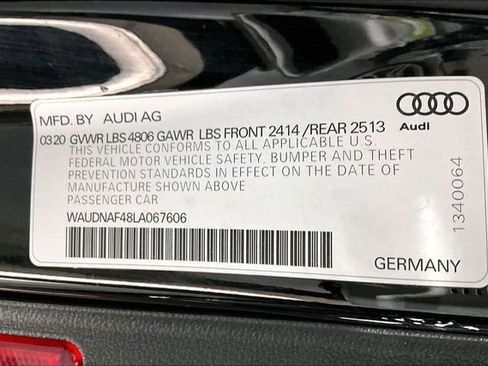 MFD. BY AUDI AG
03 20 GVWR LBS 4806 GAWR LBS FRONT 2414 /REAR 2513
THIS VEHICLE CONFORMS TO ALL APPLICABLE U.S.
FEDERAL MOTOR VEHICLE SAFETY, BUMPER AND THEFT
PREVENTION STANDARDS IN EFFECT ON THE DATE OF
MANUFACTURE SHOWN ABOVE
PASSENGER CAR
WAUDNAF48LA067606
GERMANY
Audi
1340064